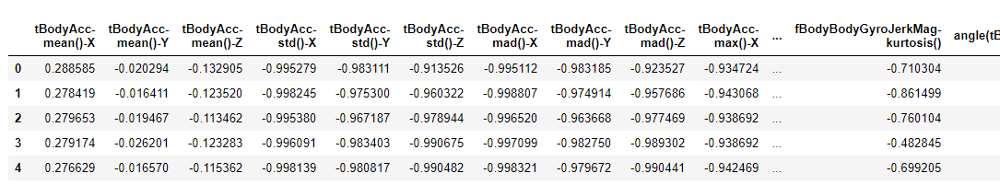 tBodyAcc-mean()-X tBodyAcc-mean()-Y tBodyAcc-mean()-Z tBodyAcc-std()-X tBodyAcc-std()-Y tBodyAcc-std()-Z tBodyAcc-mad()-X tBodyAcc-mad()-Y tBodyAcc-mad()-Z tBodyAcc-max()-X ... fBodyBodyGyroJerkMag-kurtosis() angle(tB
0 0.288585 -0.020294 -0.132905 -0.995279 -0.983111 -0.913526 -0.995112 -0.983185 -0.923527 -0.934724 ... -0.710304
1 0.278419 -0.016411 -0.123520 -0.998245 -0.975300 -0.960322 -0.998807 -0.974914 -0.957686 -0.943068 ... -0.861499
2 0.279653 -0.019467 -0.113462 -0.995380 -0.967187 -0.978944 -0.996520 -0.963668 -0.977469 -0.938692 ... -0.760104
3 0.279174 -0.026201 -0.123283 -0.996091 -0.983403 -0.990675 -0.997099 -0.982750 -0.989302 -0.938692 ... -0.482845
4 0.276629 -0.016570 -0.115362 -0.998139 -0.980817 -0.990482 -0.998321 -0.979672 -0.990441 -0.942469 ... -0.699205